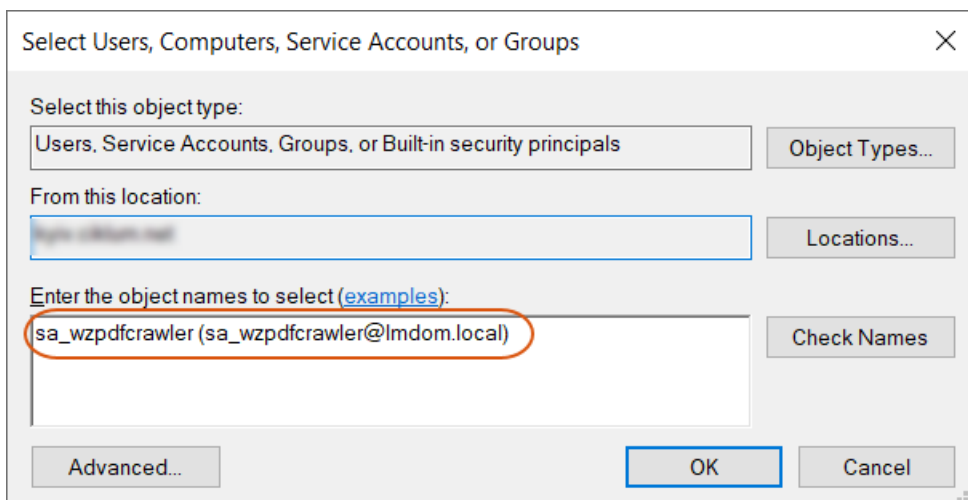 Select Users, Computers, Service Accounts, or Groups
Select this object type:
Users, Service Accounts, Groups, or Built-in security principals
Object Types...
From this location:
Locations...
Enter the object names to select (examples):
sa_wzpdfcrawler (sa_wzpdfcrawler@lmdom.local)
Check Names
Advanced...
OK
Cancel